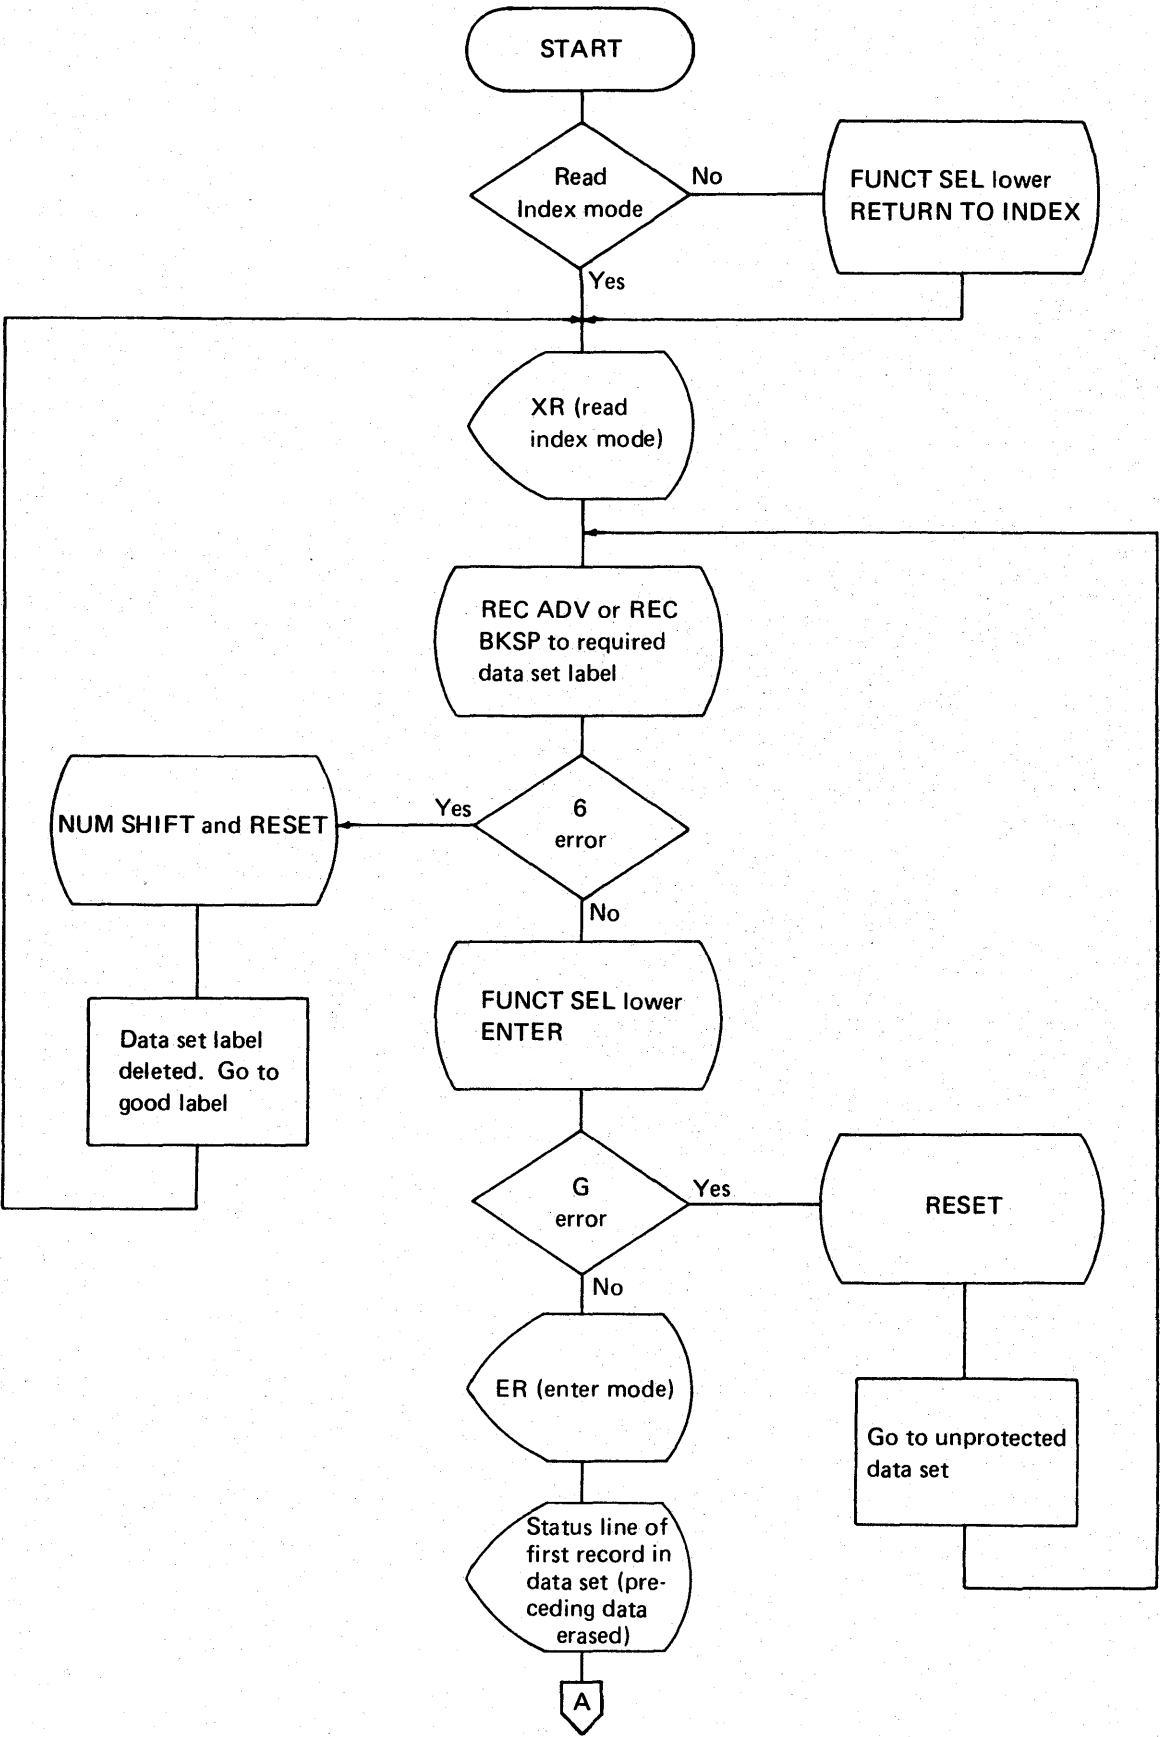 START
Read
Index mode
No
FUNCT SEL lower
RETURN TO INDEX
Yes
XR (read
index mode)
REC ADV or REC
BKSP to required
data set label
6
error
Yes
NUM SHIFT and RESET
No
Data set label
deleted. Go to
good label
FUNCT SEL lower
ENTER
G
error
Yes
RESET
No
ER (enter mode)
Go to unprotected
data set
Status line of
first record in
data set (pre-
ceding data
erased)
A